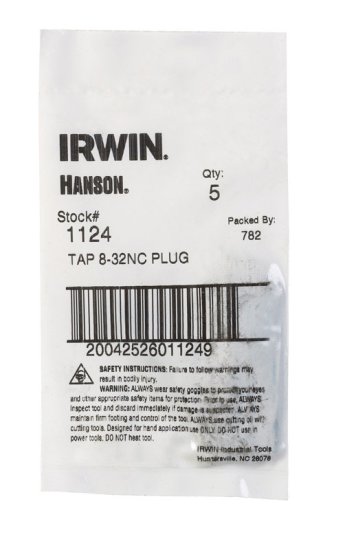 IRWIN.
HANSON®
Qty:
5
Stock#
1124
Packed By:
782
TAP 8-32NC PLUG
20042526011249
SAFETY INSTRUCTIONS: Failure to follow warnings may
result in bodily injury.
WARNING: ALWAYS wear safety goggles to protect your eyes
and other appropriate safety items for protection. Prior to use, ALWAYS
inspect tool and discard immediately if damage is suspected. ALWAYS
maintain firm footing and control of the tool. ALWAYS use cutting oil with
cutting tools. Designed for hand application use ONLY. DO NOT use in
power tools. DO NOT heat tool.
IRWIN Industrial Tools
Huntersville, NC 28078